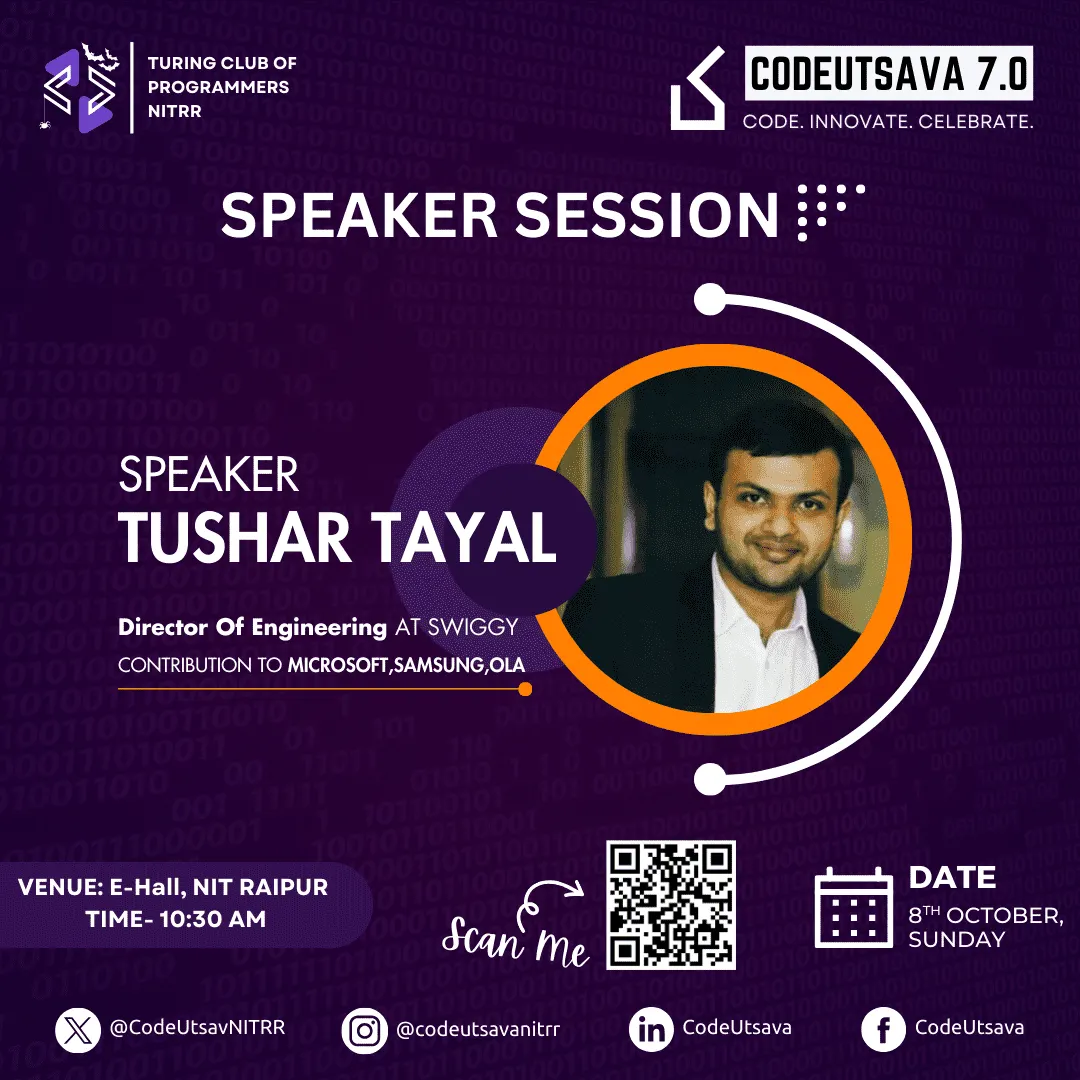 TURING CLUB OF
PROGRAMMERS
NITRR
CODEUTSAVA 7.0
CODE. INNOVATE. CELEBRATE.
SPEAKER SESSION
SPEAKER
TUSHAR TAYAL
Director Of Engineering AT SWIGGY
CONTRIBUTION TO MICROSOFT,SAMSUNG,OLA
VENUE: E-Hall, NIT RAIPUR
TIME- 10:30 AM
Scan Me
DATE
8TH OCTOBER,
SUNDAY
@CodeUtsavNITRR
@codeutsavanitrr
CodeUtsava
CodeUtsava